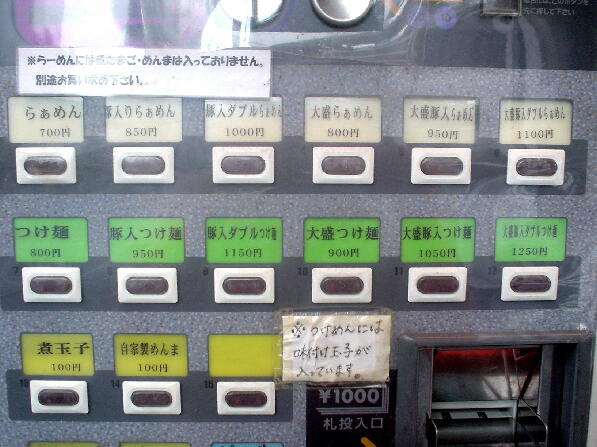 ※らーめんには煮たまご・めんまは入っておりません。
別途お買い求め下さい。
らぁめん
700円
豚入りらぁめん
850円
豚入ダブルらぁめん
1000円
大盛らぁめん
800円
大盛豚入らぁめん
950円
大盛豚入ダブルらぁめん
1100円
つけ麺
800円
豚入つけ麺
950円
豚入ダブルつけ麺
1150円
大盛つけ麺
900円
大盛豚入つけ麺
1050円
大盛豚入ダブルつけ麺
1250円
7
8
9
10
11
12
煮玉子
100円
自家製めんま
100円
※つけめんには
味付け玉子が
入っています。
13
14
15
¥1000
札投入口